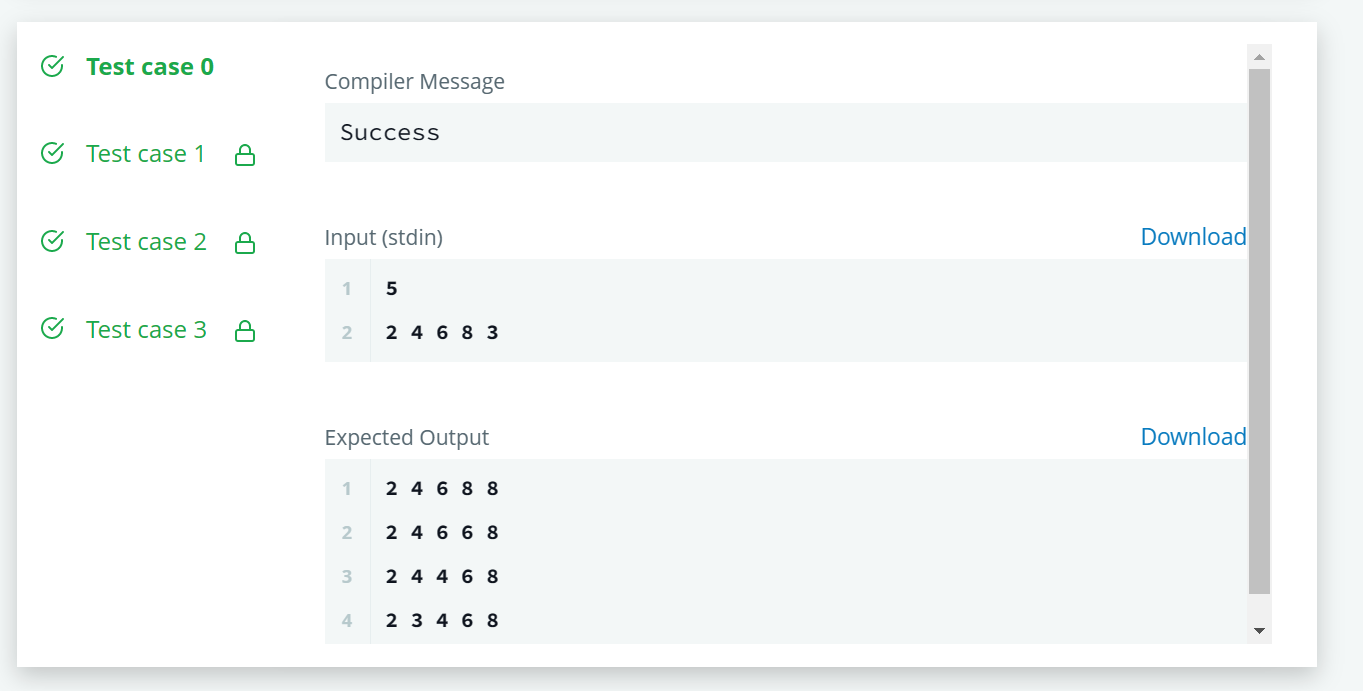 Test case 0
Test case 1
Test case 2
Test case 3
Compiler Message
Success
Input (stdin) Download
1 5
2 2 4 6 8 3
Expected Output Download
1 2 4 6 8 8
2 2 4 6 6 8
3 2 4 4 6 8
4 2 3 4 6 8